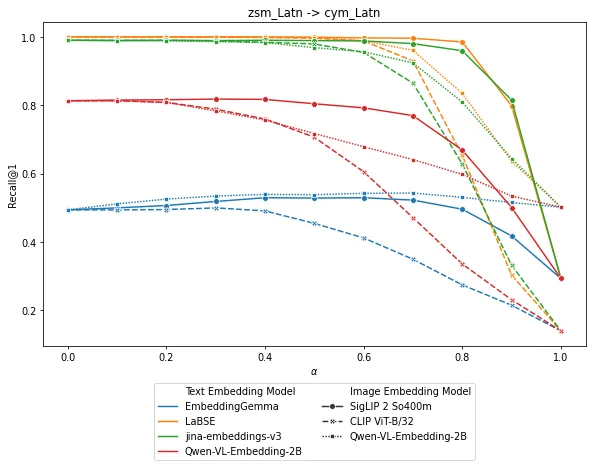 zsm_Latn -> cym_Latn
Recall@1
1.0
0.8
0.6
0.4
0.2
0.0 0.2 0.4 0.6 0.8 1.0
α
Text Embedding Model Image Embedding Model
EmbeddingGemma SigLIP 2 So400m
LaBSE CLIP ViT-B/32
jina-embeddings-v3 Qwen-VL-Embedding-2B
Qwen-VL-Embedding-2B